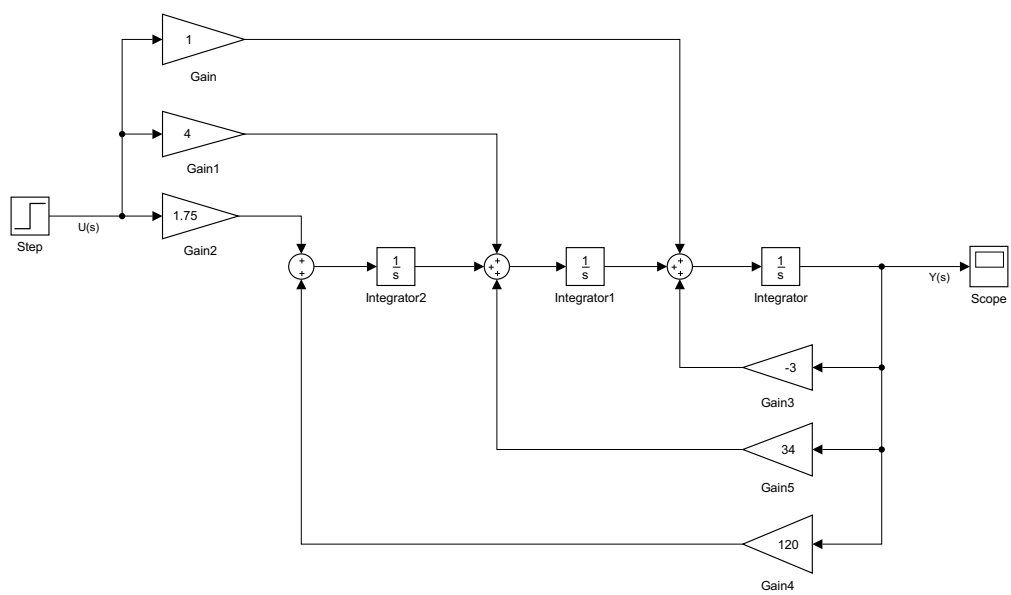 1
Gain
4
Gain1
Step
U(s)
1.75
Gain2
+
+
1
s
Integrator2
+
+
+
1
s
Integrator1
+
+
+
1
s
Integrator
Y(s)
Scope
-3
Gain3
34
Gain5
120
Gain4